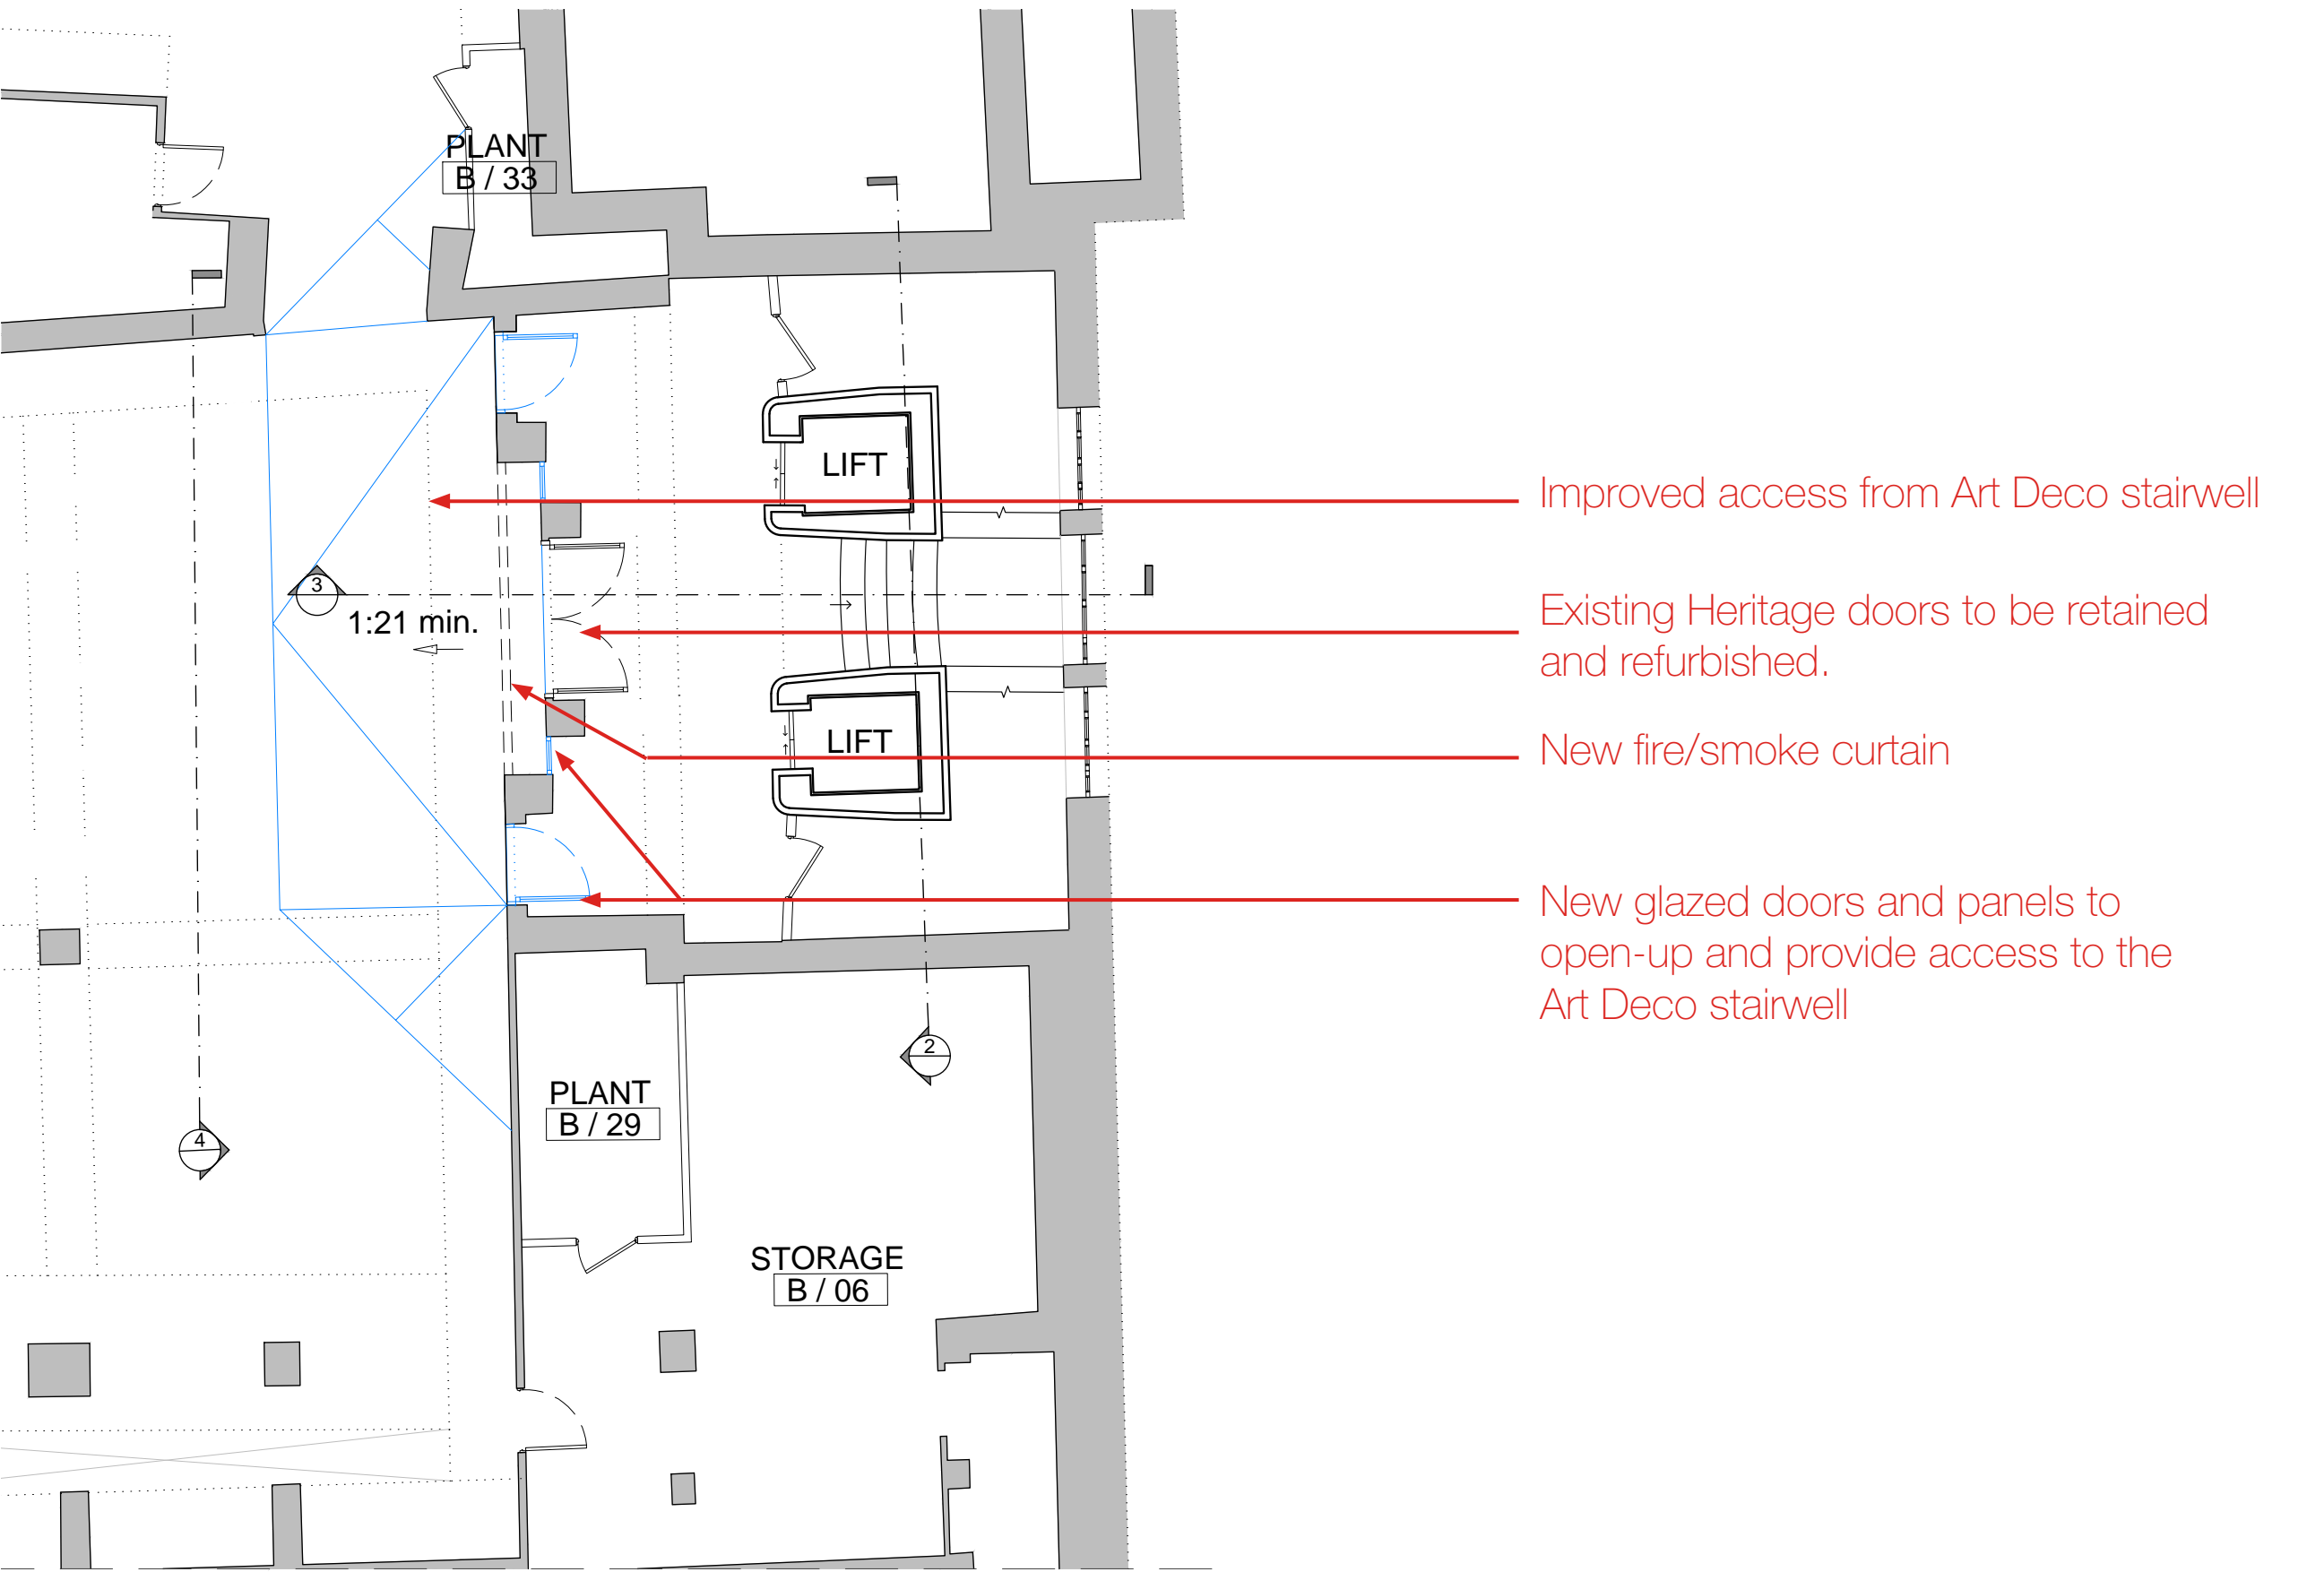 PLANT
B / 33
LIFT
Improved access from Art Deco stairwell
3
1:21 min.
Existing Heritage doors to be retained
and refurbished.
LIFT
New fire/smoke curtain
New glazed doors and panels to
open-up and provide access to the
Art Deco stairwell
2
PLANT
B / 29
4
STORAGE
B / 06